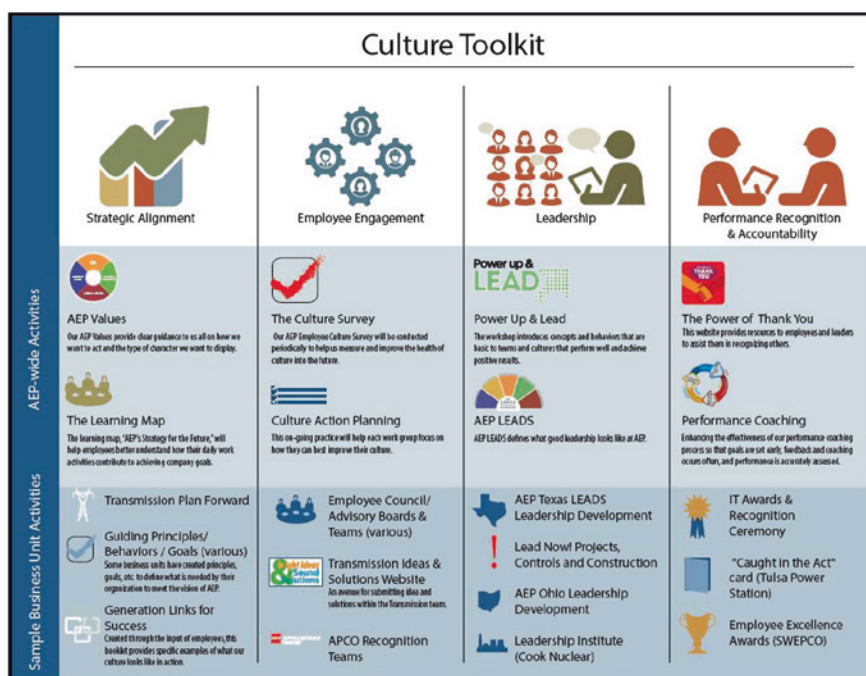 Culture Toolkit
Strategic Alignment
Employee Engagement
Leadership
Performance Recognition
& Accountability
AEP-wide Activities
AEP Values
Our AEP Values provide clear guidance to us all on how we
want to act and the type of character we want to display.
The Learning Map
The learning map, "AEP's Strategy for the Future," will
help employees better understand how their daily work
activities contribute to achieving company goals.
The Culture Survey
Our AEP Employee Culture Survey will be conducted
periodically to help us measure and improve the health of
culture into the future.
Culture Action Planning
This on-going practice will help each work group focus on
how they can best improve their culture.
Power up &
LEAD
Power Up & Lead
The workshop introduces concepts and behaviors that are
basic to teams and cultures that perform well and achieve
positive results.
AEP LEADS
AEP LEADS defines what good leadership looks like at AEP.
THANK
YOU
The Power of Thank You
This website provides resources to employees and leaders
to assist them in recognizing others.
Performance Coaching
Enhancing the effectiveness of our performance coaching
process so that goals are set early, feedback and coaching
occurs often, and performance is accurately assessed.
Sample Business Unit Activities
Transmission Plan Forward
Guiding Principles/
Behaviors / Goals (various)
Some business units have created principles,
goals, etc. to define what is needed by their
organization to meet the vision of AEP.
Generation Links for
Success
Created through the input of employees, this
booklet provides specific examples of what our
culture looks like in action.
Employee Council/
Advisory Boards &
Teams (various)
Transmission Ideas &
Solutions Website
An avenue for submitting idea and
solutions within the Transmission team.
APCO Recognition
Teams
AEP Texas LEADS
Leadership Development
Lead Now! Projects,
Controls and Construction
AEP Ohio Leadership
Development
Leadership Institute
(Cook Nuclear)
IT Awards &
Recognition
Ceremony
"Caught in the Act"
card (Tulsa Power
Station)
Employee Excellence
Awards (SWEPCO)